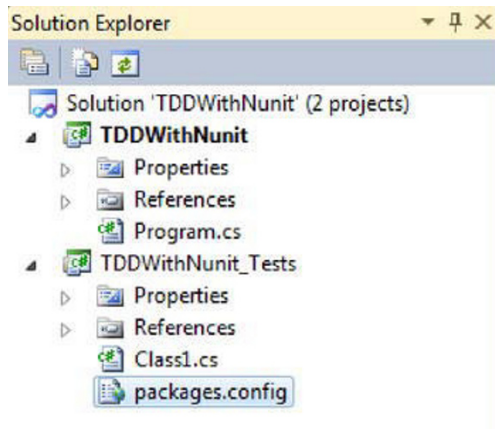 Solution Explorer
Solution 'TDDWithNunit' (2 projects)
TDDWithNunit
Properties
References
Program.cs
TDDWithNunit_Tests
Properties
References
Class1.cs
packages.config